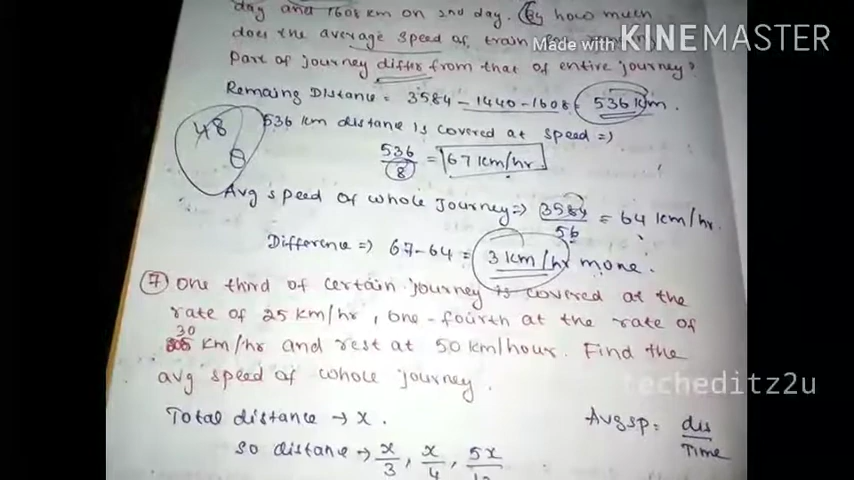 day and 1608 km on 2nd day. By how much
does the average speed of train for
Made with KINEMASTER
part of journey differ from that of entire journey?
Remaing Distance = 3584 - 1440 - 1608 = 536 km.
48
8
536 km distance is covered at speed =>
536/8 = 67 km/hr
Avg speed of whole Journey => 3584/56 = 64 km/hr.
Difference => 67-64 = 3 km/hr more.
7 One third of certain journey is covered at the
rate of 25 km/hr, one-fourth at the rate of
30
km/hr and rest at 50 km/hour. Find the
avg speed of whole journey.
techeditz2u
Total distance → x.
Avg sp = dis/Time
so distance → x/3, x/4, 5x/12